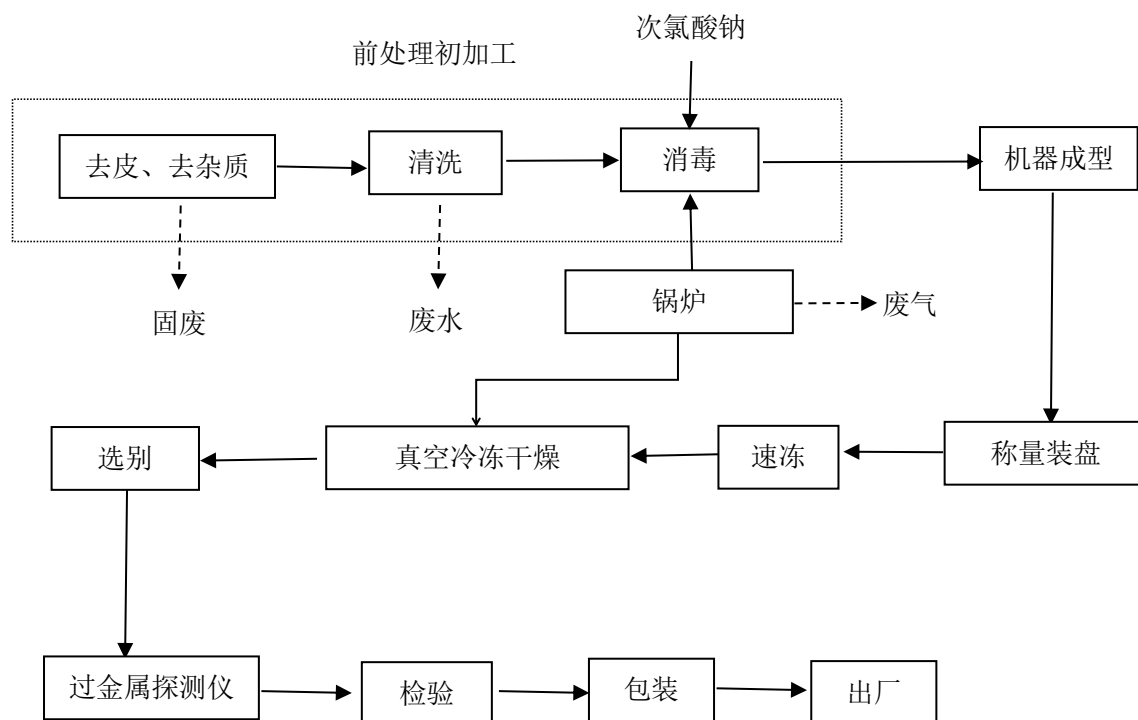 次氯酸钠
前处理初加工
去皮、去杂质
清洗
消毒
机器成型
固废
废水
锅炉
废气
选别
真空冷冻干燥
速冻
称量装盘
过金属探测仪
检验
包装
出厂